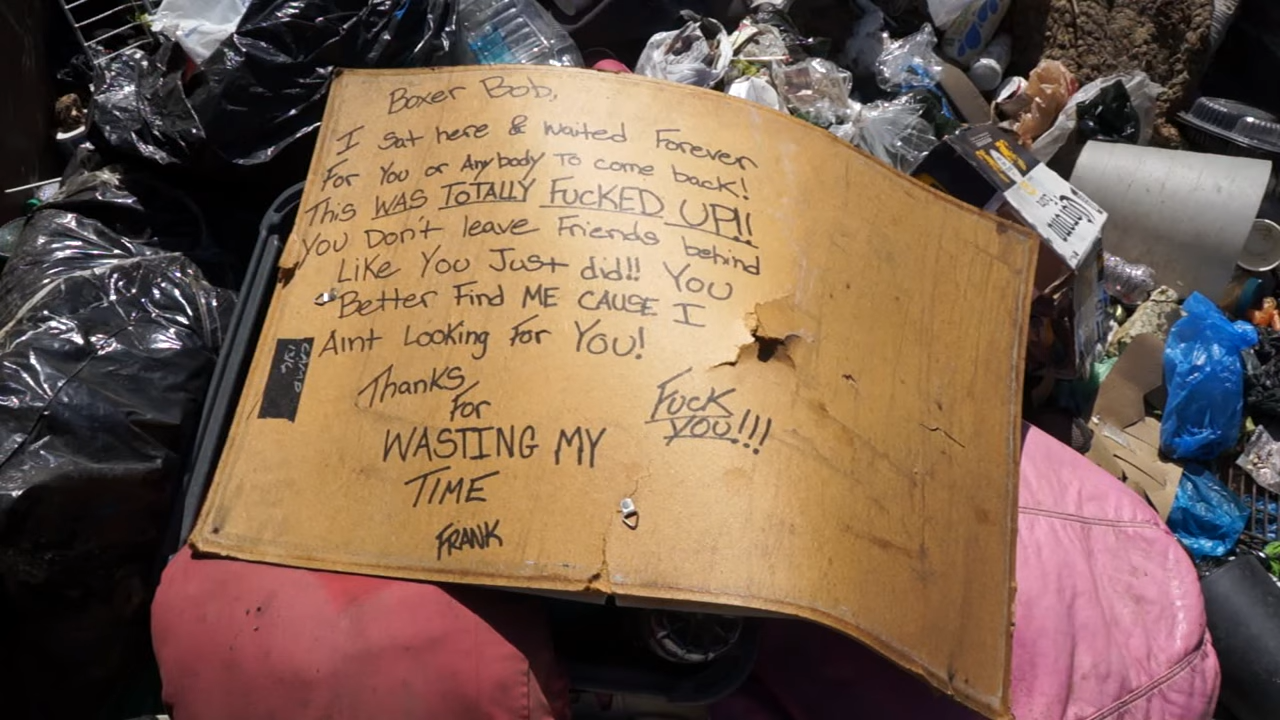 Boxer Bob,
I sat here & waited Forever
For You or Anybody To come back!
This WAS TOTALLY FUCKED UP!!
You Don't leave Friends behind
Like You Just did!! You
Better Find ME CAUSE I
Aint Looking For You!
Thanks
For
WASTING MY
TIME
FRANK
FUCK
YOU!!!